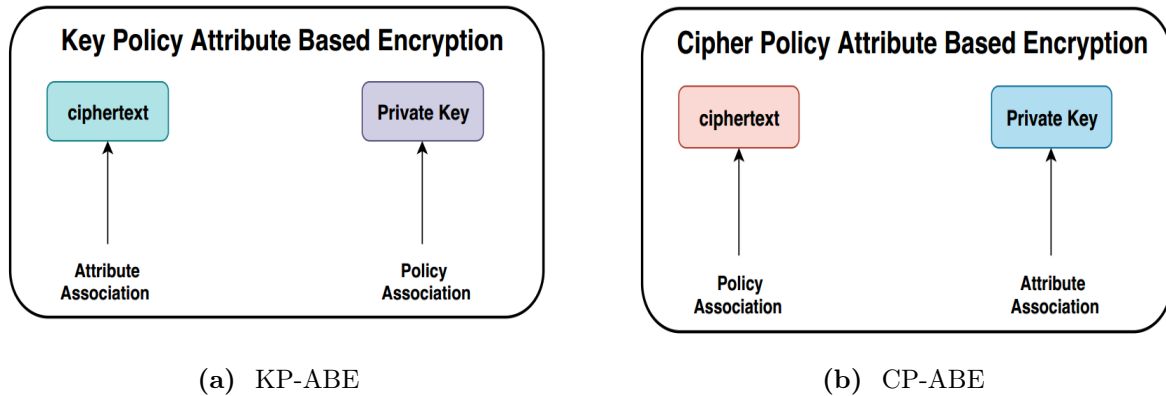 Key Policy Attribute Based Encryption
ciphertext
Private Key
Attribute
Association
Policy
Association
(a) KP-ABE
Cipher Policy Attribute Based Encryption
ciphertext
Private Key
Policy
Association
Attribute
Association
(b) CP-ABE